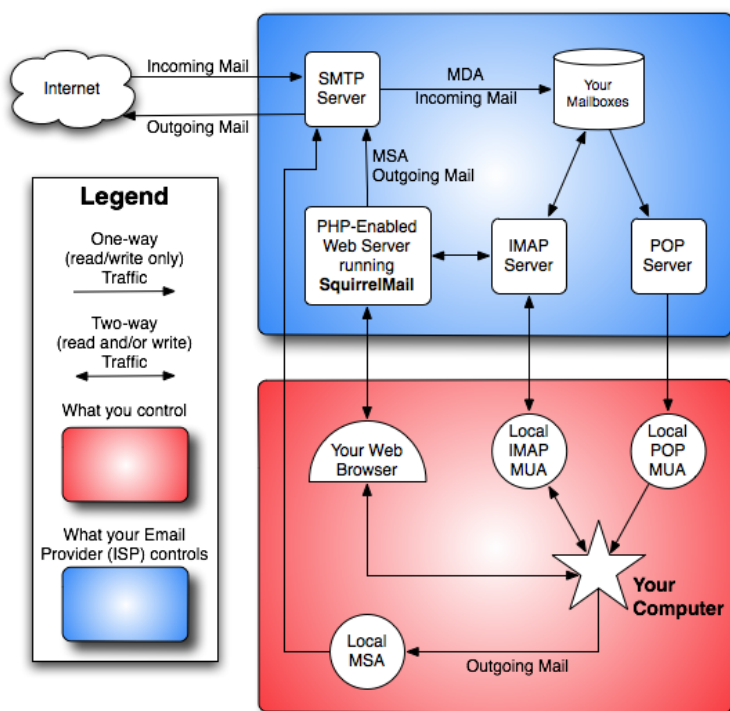 Internet
Incoming Mail
Outgoing Mail
SMTP
Server
MDA
Incoming Mail
Your
Mailboxes
MSA
Outgoing Mail
PHP-Enabled
Web Server
running
SquirrelMail
IMAP
Server
POP
Server
Legend
One-way
(read/write only)
Traffic
Two-way
(read and/or write)
Traffic
What you control
What your Email
Provider (ISP) controls
Your Web
Browser
Local
IMAP
MUA
Local
POP
MUA
Your
Computer
Local
MSA
Outgoing Mail